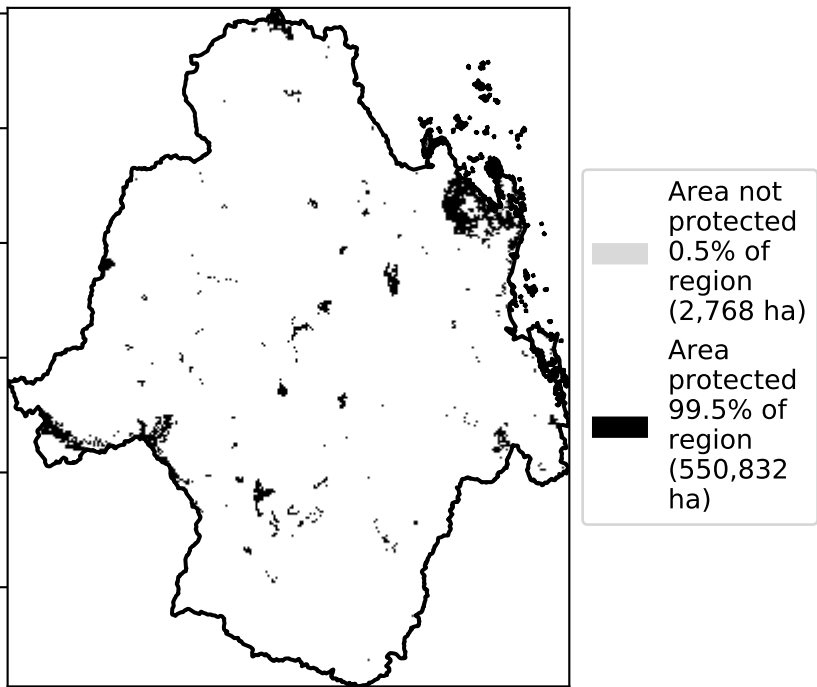 Area not
protected
0.5% of
region
(2,768 ha)
Area
protected
99.5% of
region
(550,832
ha)